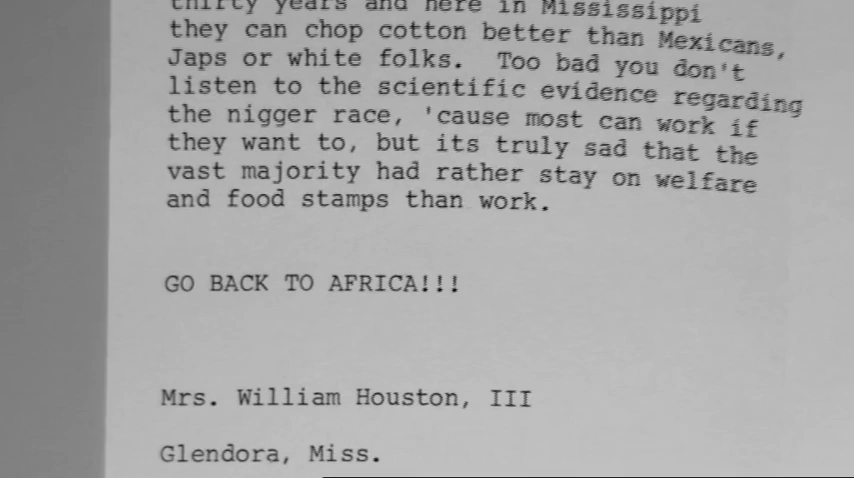 thirty years and here in Mississippi
they can chop cotton better than Mexicans,
Japs or white folks. Too bad you don't
listen to the scientific evidence regarding
the nigger race, 'cause most can work if
they want to, but its truly sad that the
vast majority had rather stay on welfare
and food stamps than work.
GO BACK TO AFRICA!!!
Mrs. William Houston, III
Glendora, Miss.